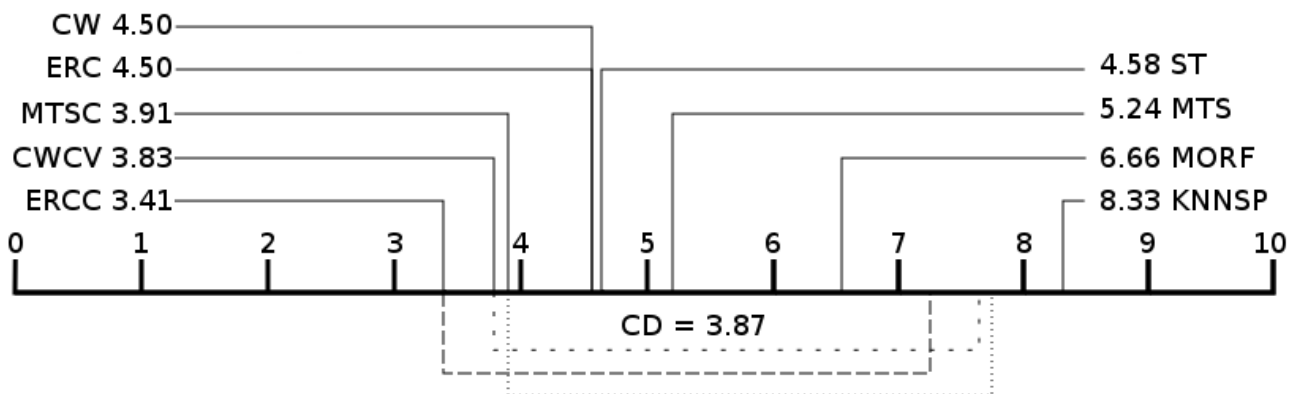 CW 4.50
ERC 4.50
4.58 ST
MTSC 3.91
5.24 MTS
CWCV 3.83
6.66 MORF
ERCC 3.41
8.33 KNNSP
0 1 2 3 4 5 6 7 8 9 10
CD = 3.87